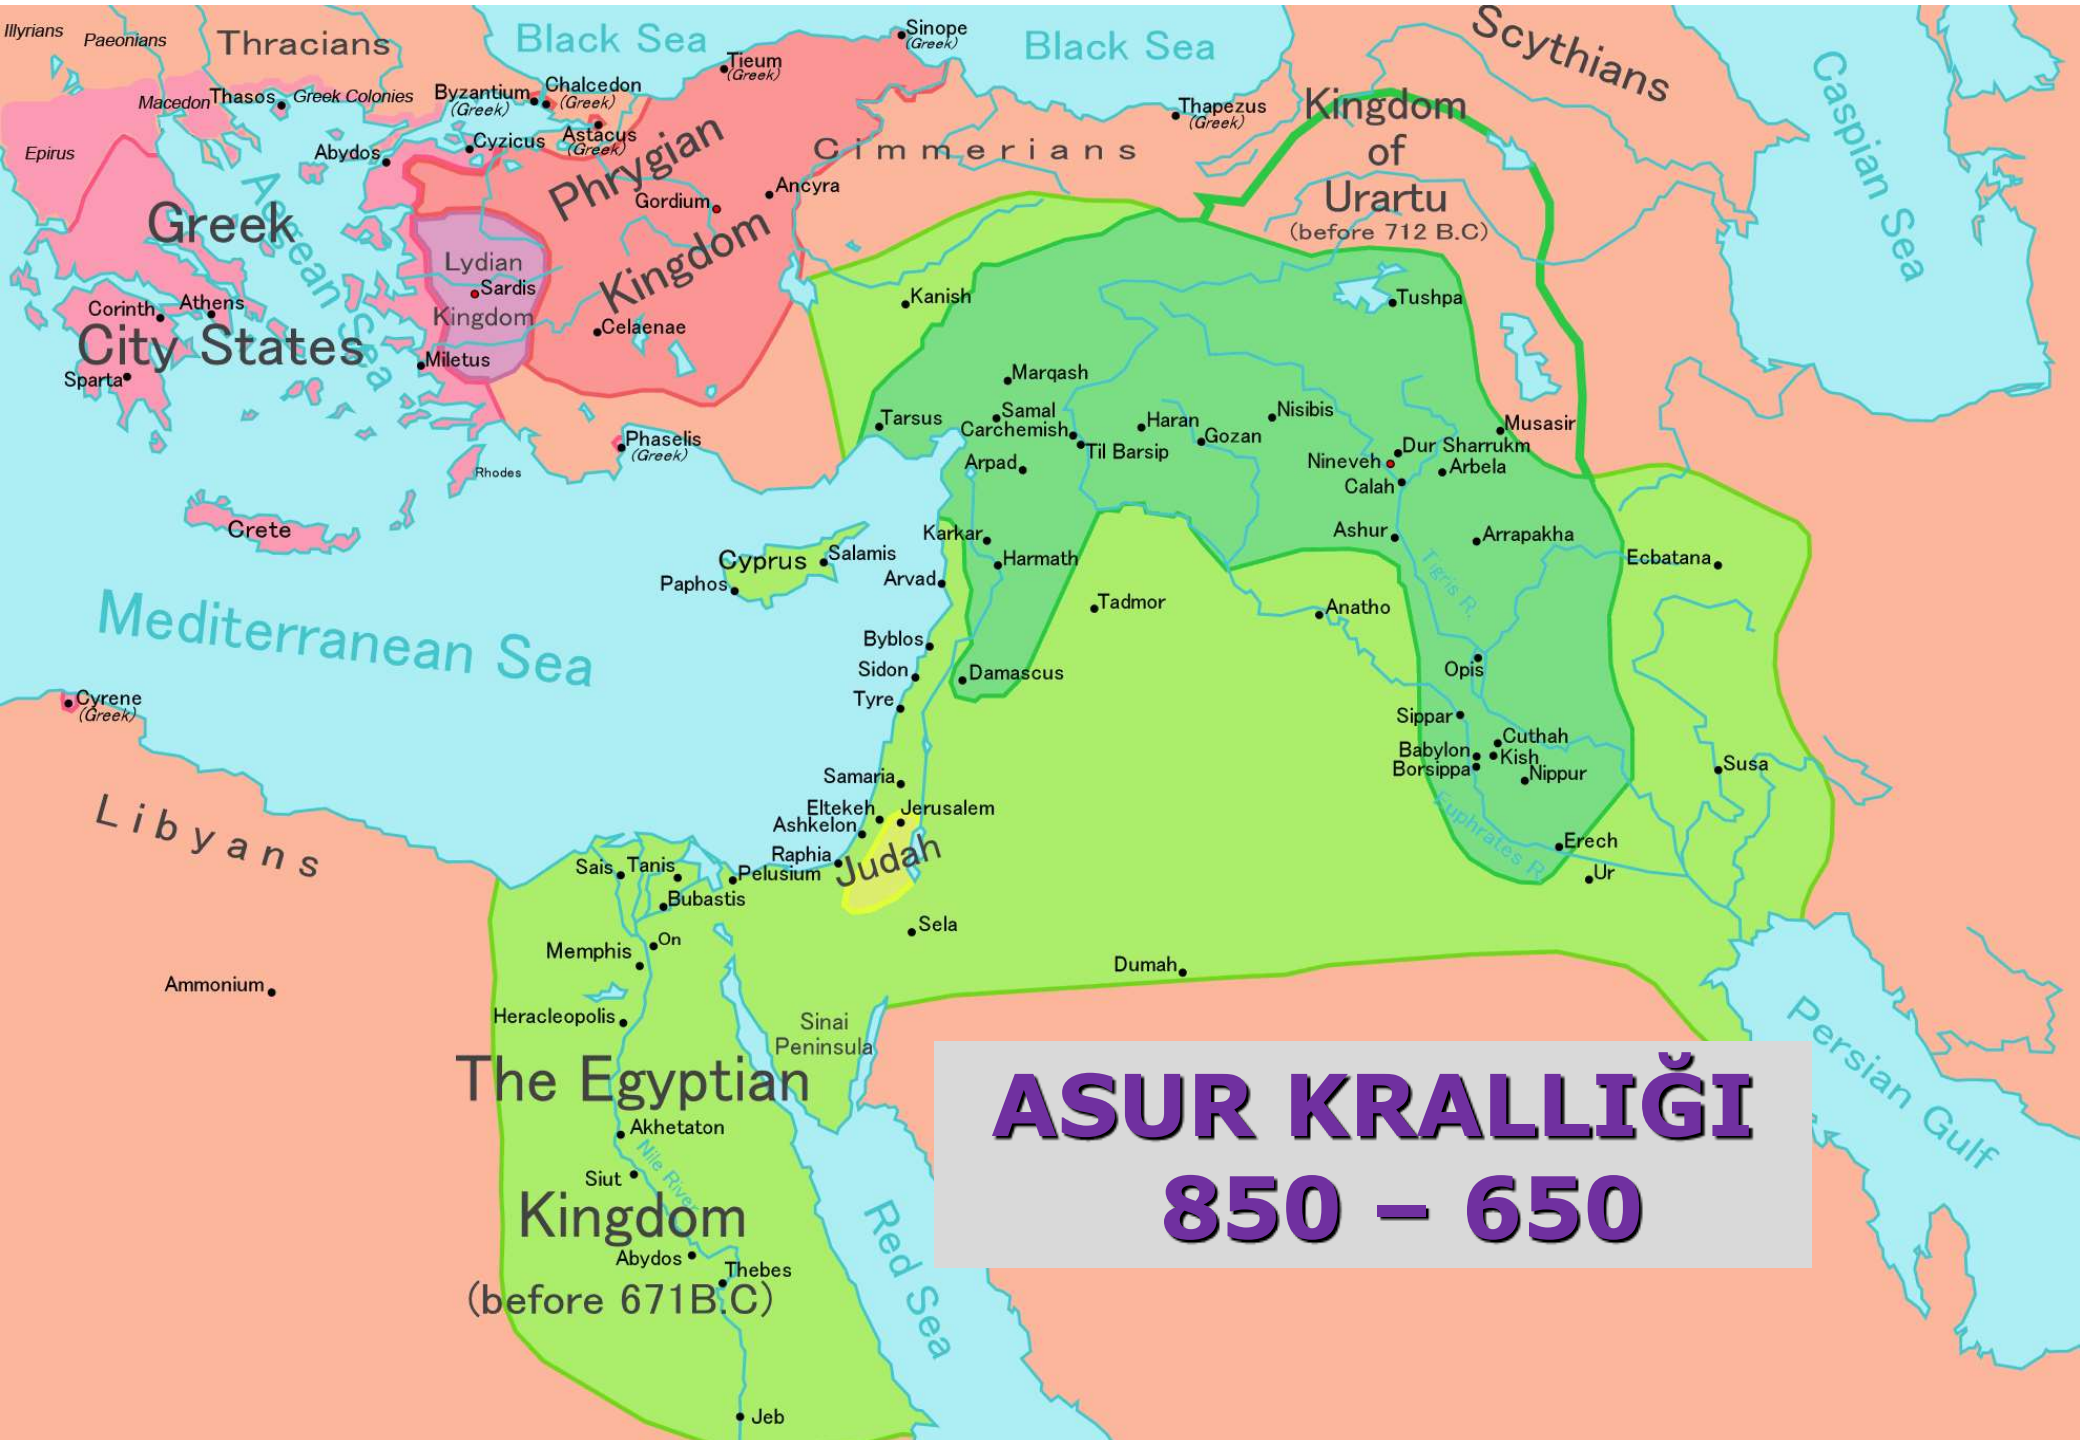 Illyrians
Paeonians
Thracians
Black Sea
Sinope
(Greek)
Black Sea
Scythians
Caspian Sea
Tieum
(Greek)
Macedon
Thasos
Greek Colonies
Byzantium
(Greek)
Chalcedon
(Greek)
Thapezus
(Greek)
Kingdom
of
Urartu
(before 712 B.C)
Epirus
Abydos
Cyzicus
Astacus
(Greek)
Cimmerians
Phrygian
Kingdom
Gordium
Ancyra
Greek
City States
Aegean Sea
Lydian
Kingdom
Sardis
Corinth
Athens
Celaenae
Kanish
Tushpa
Sparta
Miletus
Marqash
Samal
Carchemish
Tarsus
Haran
Gozan
Nisibis
Musasir
Til Barsip
Dur Sharrukm
Phaselis
(Greek)
Rhodes
Arpad
Nineveh
Arbela
Calah
Crete
Karkar
Ashur
Arrapakha
Cyprus
Salamis
Harmath
Ecbatana
Paphos
Arvad
Tigris R.
Tadmor
Anatho
Mediterranean Sea
Byblos
Sidon
Damascus
Opis
Tyre
Cyrene
(Greek)
Sippar
Cuthah
Babylon
Kish
Borsippa
Nippur
Susa
Samaria
Eltekeh
Jerusalem
Ashkelon
Euphrates R.
Libyans
Raphia
Judah
Erech
Sais
Tanis
Pelusium
Ur
Bubastis
Sela
On
Memphis
Dumah
Ammonium
Heracleopolis
Sinai
Peninsula
Persian Gulf
The Egyptian
Kingdom
(before 671B.C)
ASUR KRALLIĞI
850 – 650
Akhetaton
Nile River
Siut
Red Sea
Abydos
Thebes
Jeb